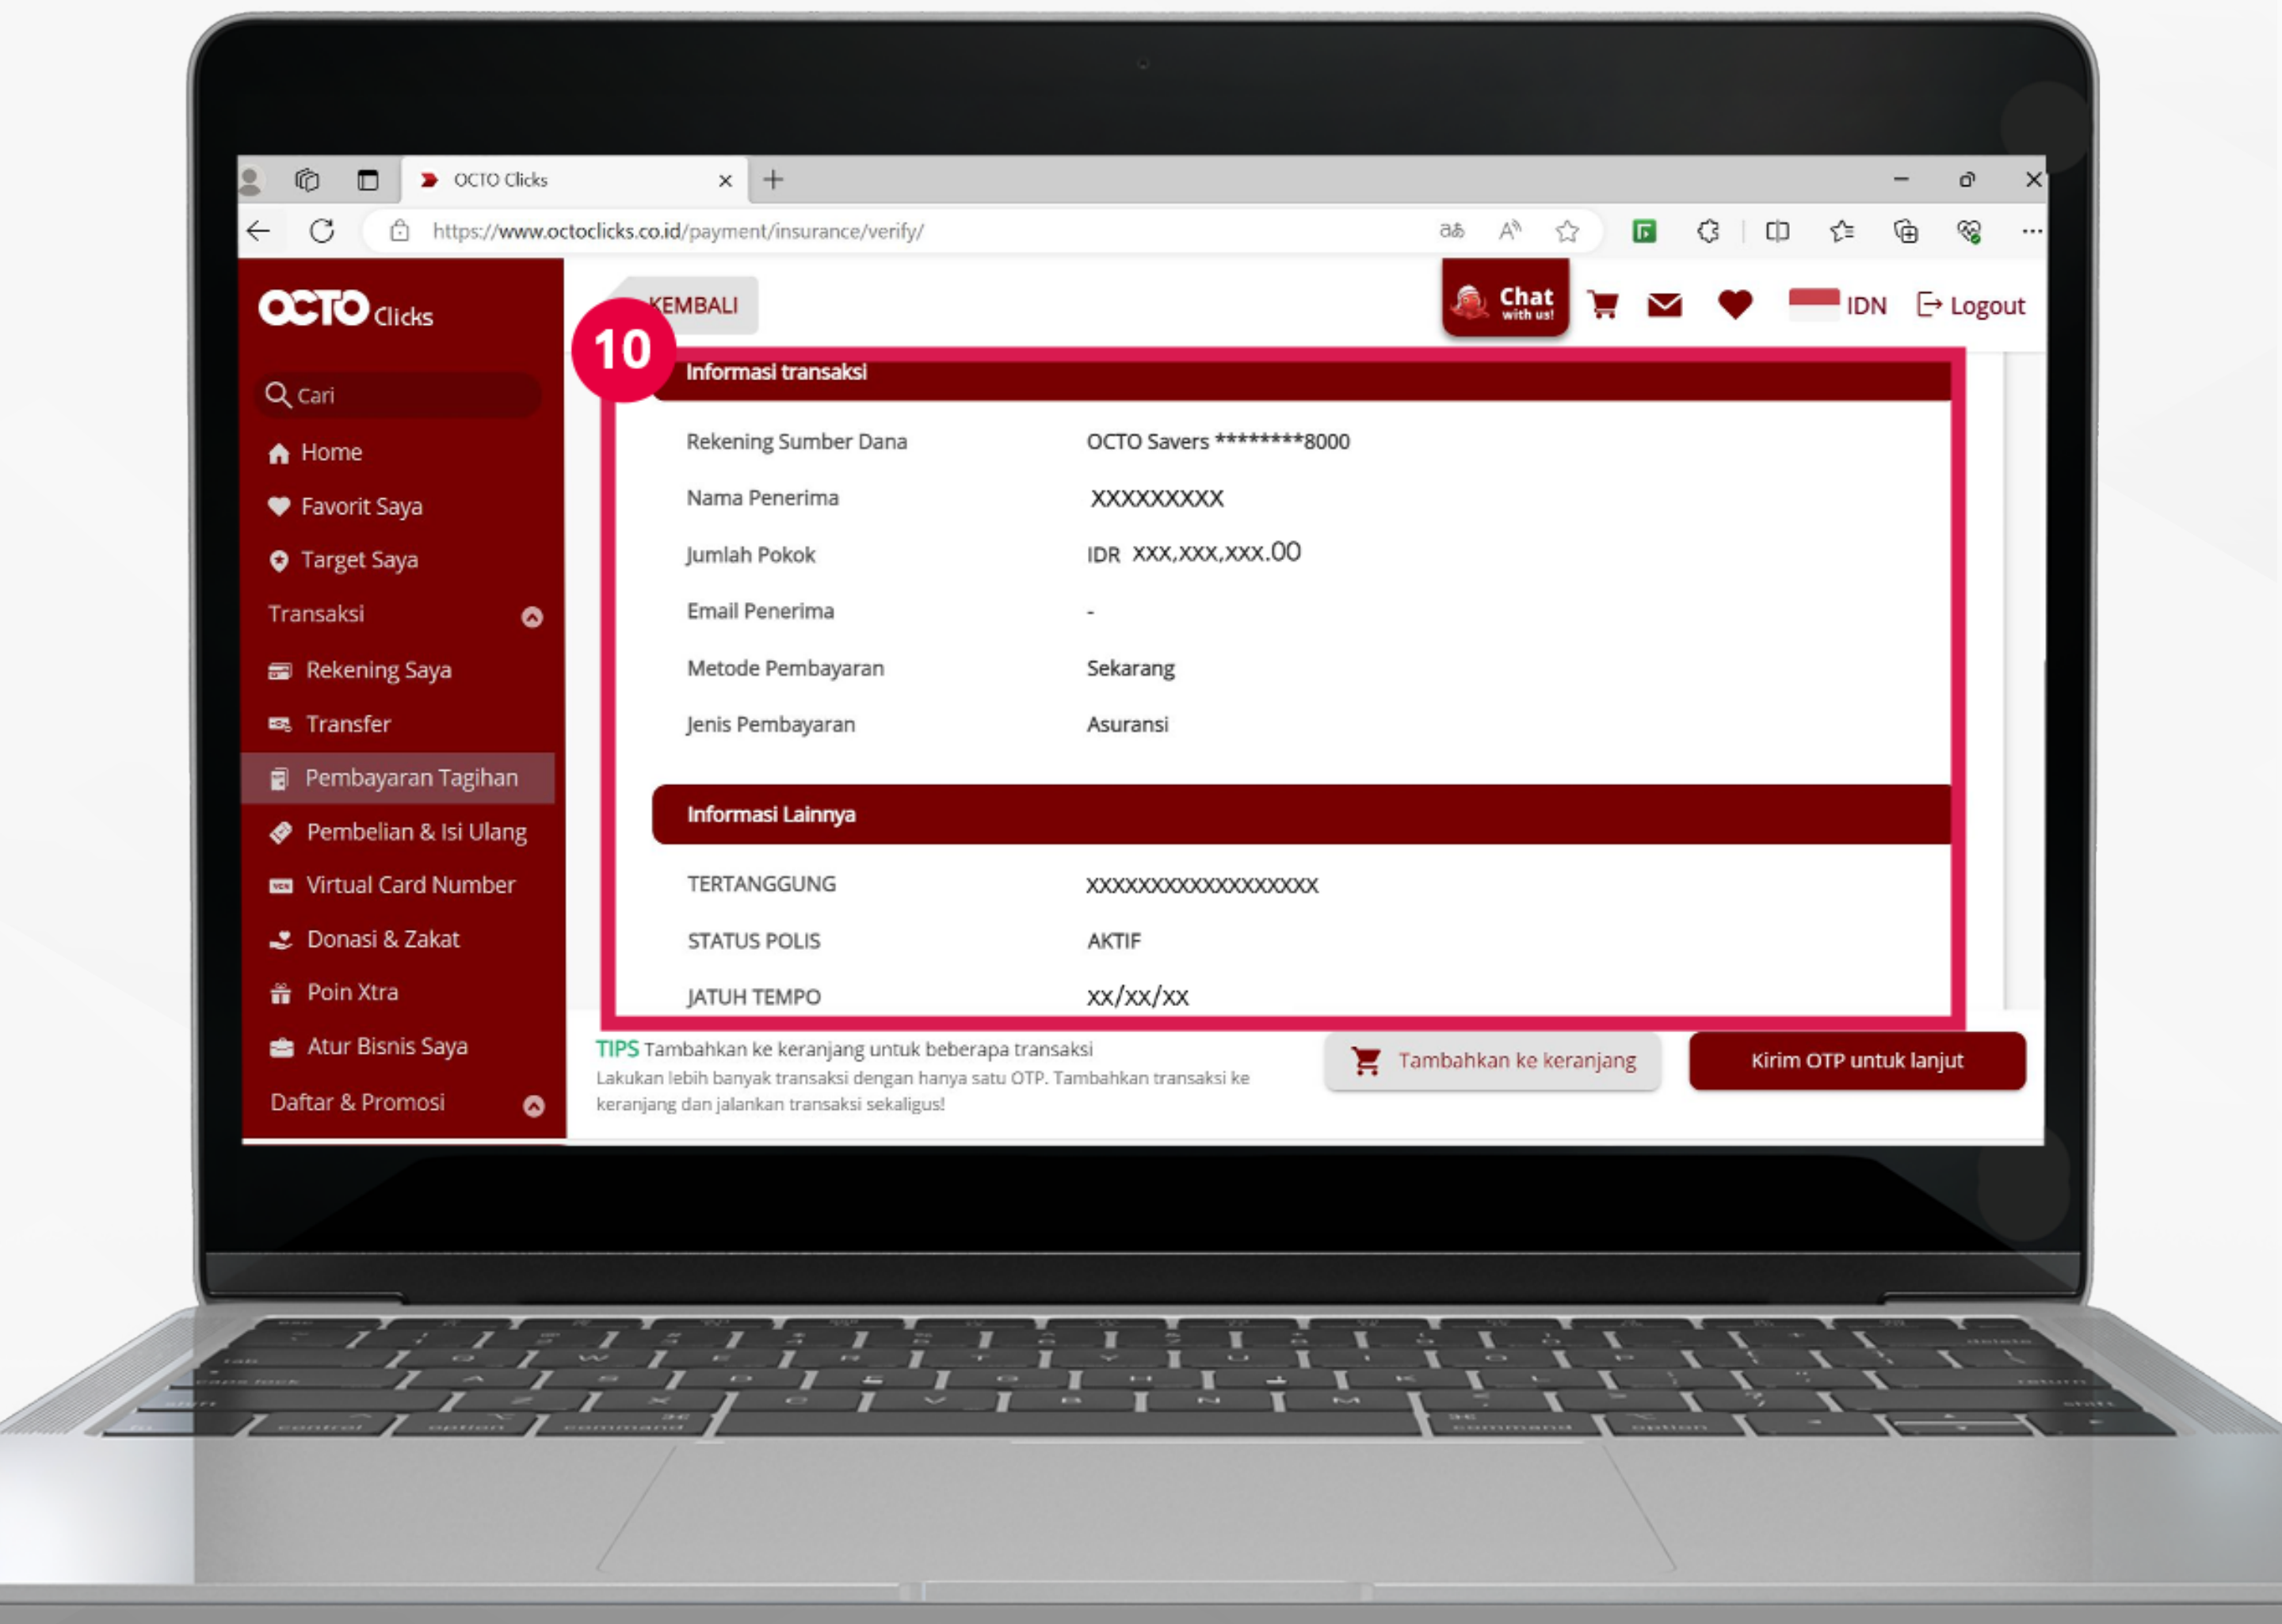 OCTO Clicks
https://www.octoclicks.co.id/payment/insurance/verify/
OCTO Clicks
Cari
Home
Favorit Saya
Target Saya
Transaksi
Rekening Saya
Transfer
Pembayaran Tagihan
Pembelian & Isi Ulang
Virtual Card Number
Donasi & Zakat
Poin Xtra
Atur Bisnis Saya
Daftar & Promosi
KEMBALI
Chat with us!
IDN
Logout
10
Informasi transaksi
Rekening Sumber Dana OCTO Savers ********8000
Nama Penerima XXXXXXXXX
Jumlah Pokok IDR XXX,XXX,XXX.00
Email Penerima -
Metode Pembayaran Sekarang
Jenis Pembayaran Asuransi
Informasi Lainnya
TERTANGGUNG XXXXXXXXXXXXXXXXXX
STATUS POLIS AKTIF
JATUH TEMPO xx/xx/xx
TIPS Tambahkan ke keranjang untuk beberapa transaksi
Lakukan lebih banyak transaksi dengan hanya satu OTP. Tambahkan transaksi ke
keranjang dan jalankan transaksi sekaligus!
Tambahkan ke keranjang
Kirim OTP untuk lanjut